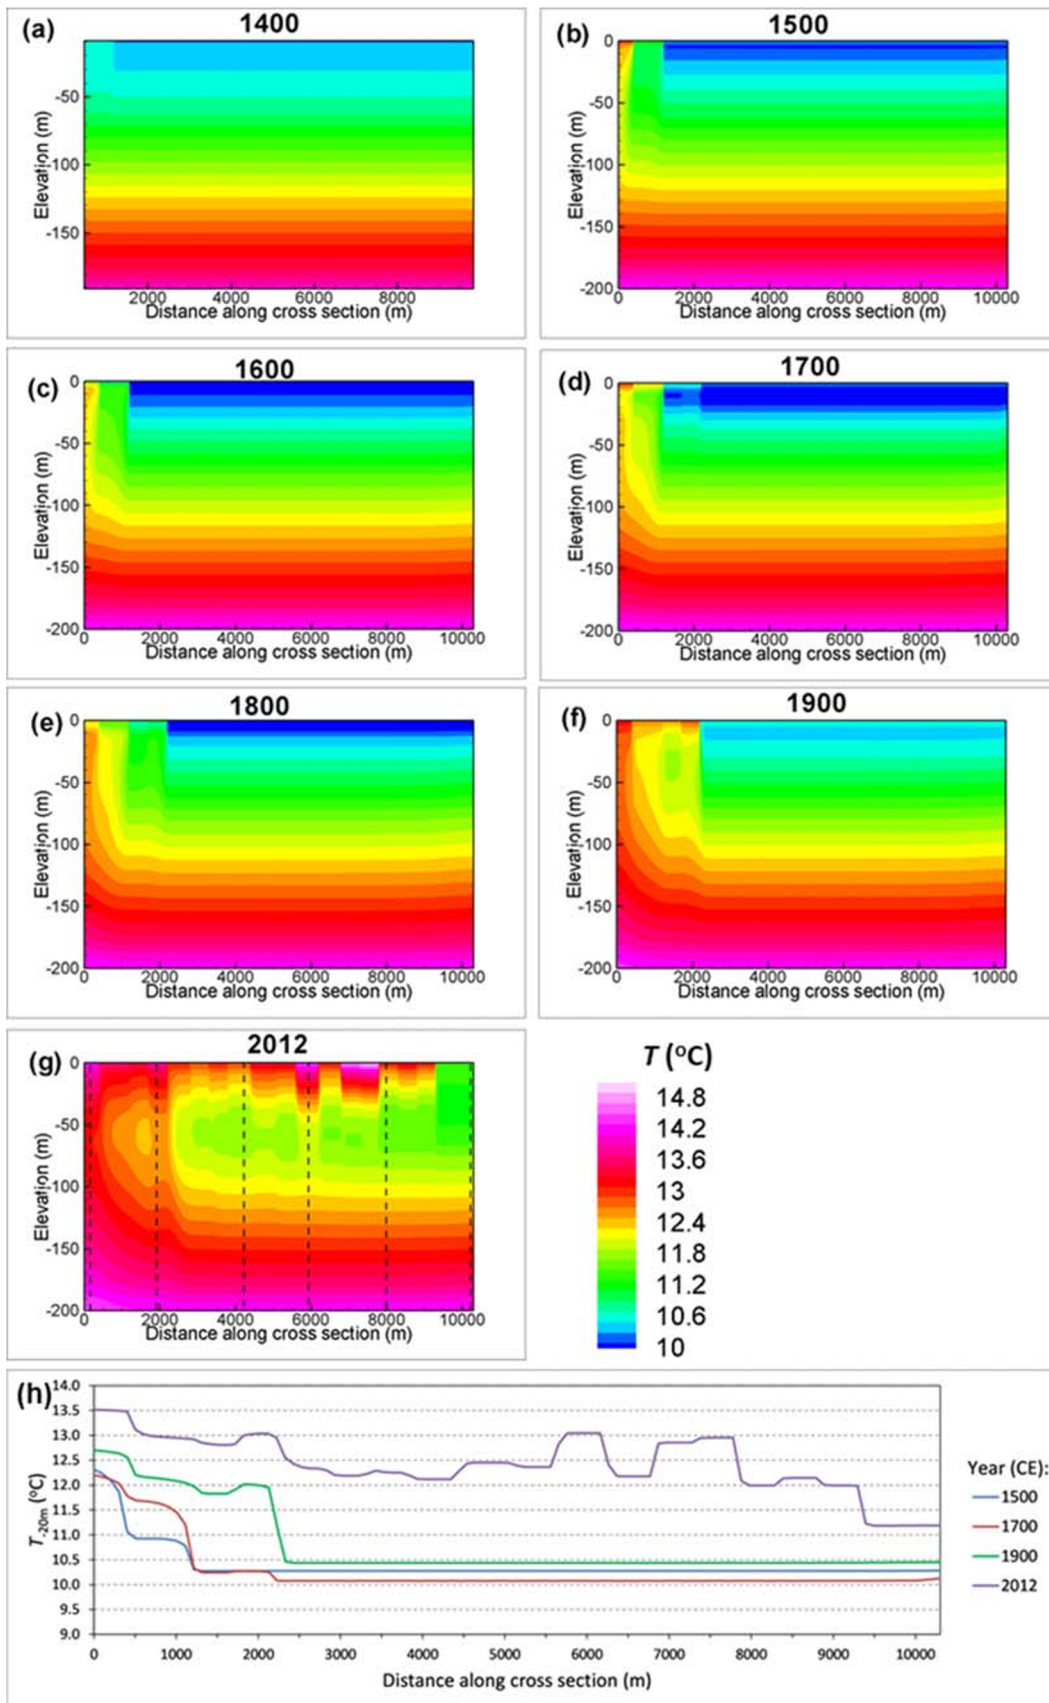 (a) 1400
-50
-100
-150
Elevation (m)
2000 4000 6000 8000
Distance along cross section (m)
(b) 1500
0
-50
-100
-150
-200
Elevation (m)
0 2000 4000 6000 8000 10000
Distance along cross section (m)
(c) 1600
0
-50
-100
-150
-200
Elevation (m)
0 2000 4000 6000 8000 10000
Distance along cross section (m)
(d) 1700
0
-50
-100
-150
-200
Elevation (m)
0 2000 4000 6000 8000 10000
Distance along cross section (m)
(e) 1800
0
-50
-100
-150
-200
Elevation (m)
0 2000 4000 6000 8000 10000
Distance along cross section (m)
(f) 1900
0
-50
-100
-150
-200
Elevation (m)
0 2000 4000 6000 8000 10000
Distance along cross section (m)
(g) 2012
0
-50
-100
-150
-200
Elevation (m)
0 2000 4000 6000 8000 10000
Distance along cross section (m)
T (°C)
14.8
14.2
13.6
13
12.4
11.8
11.2
10.6
10
(h)
14.0
13.5
13.0
12.5
12.0
11.5
11.0
10.5
10.0
9.5
9.0
T-20m (°C)
0 1000 2000 3000 4000 5000 6000 7000 8000 9000 10000
Distance along cross section (m)
Year (CE):
1500
1700
1900
2012